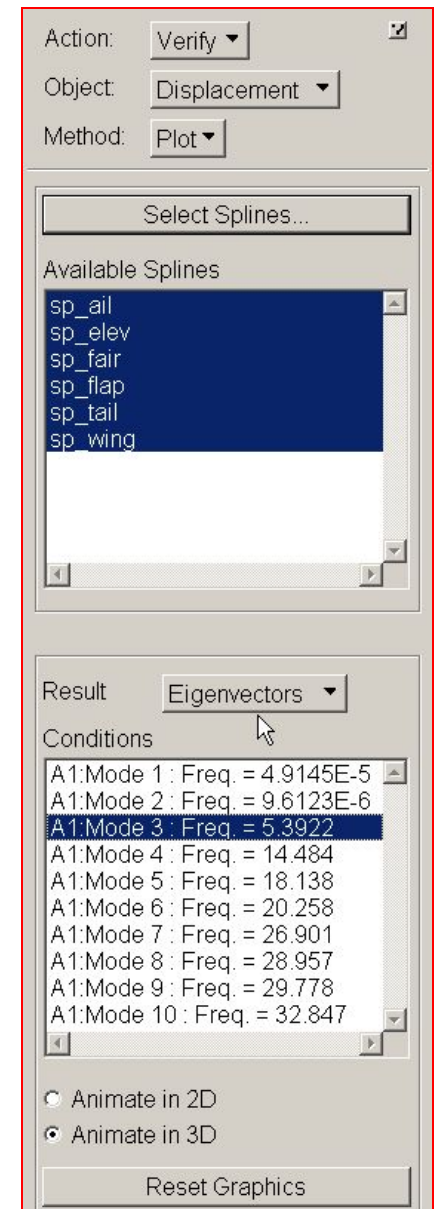 Action: Verify
Object: Displacement
Method: Plot
Select Splines...
Available Splines
sp_ail
sp_elev
sp_fair
sp_flap
sp_tail
sp_wing
Result Eigenvectors
Conditions
A1:Mode 1 : Freq. = 4.9145E-5
A1:Mode 2 : Freq. = 9.6123E-6
A1:Mode 3 : Freq. = 5.3922
A1:Mode 4 : Freq. = 14.484
A1:Mode 5 : Freq. = 18.138
A1:Mode 6 : Freq. = 20.258
A1:Mode 7 : Freq. = 26.901
A1:Mode 8 : Freq. = 28.957
A1:Mode 9 : Freq. = 29.778
A1:Mode 10 : Freq. = 32.847
Animate in 2D
Animate in 3D
Reset Graphics